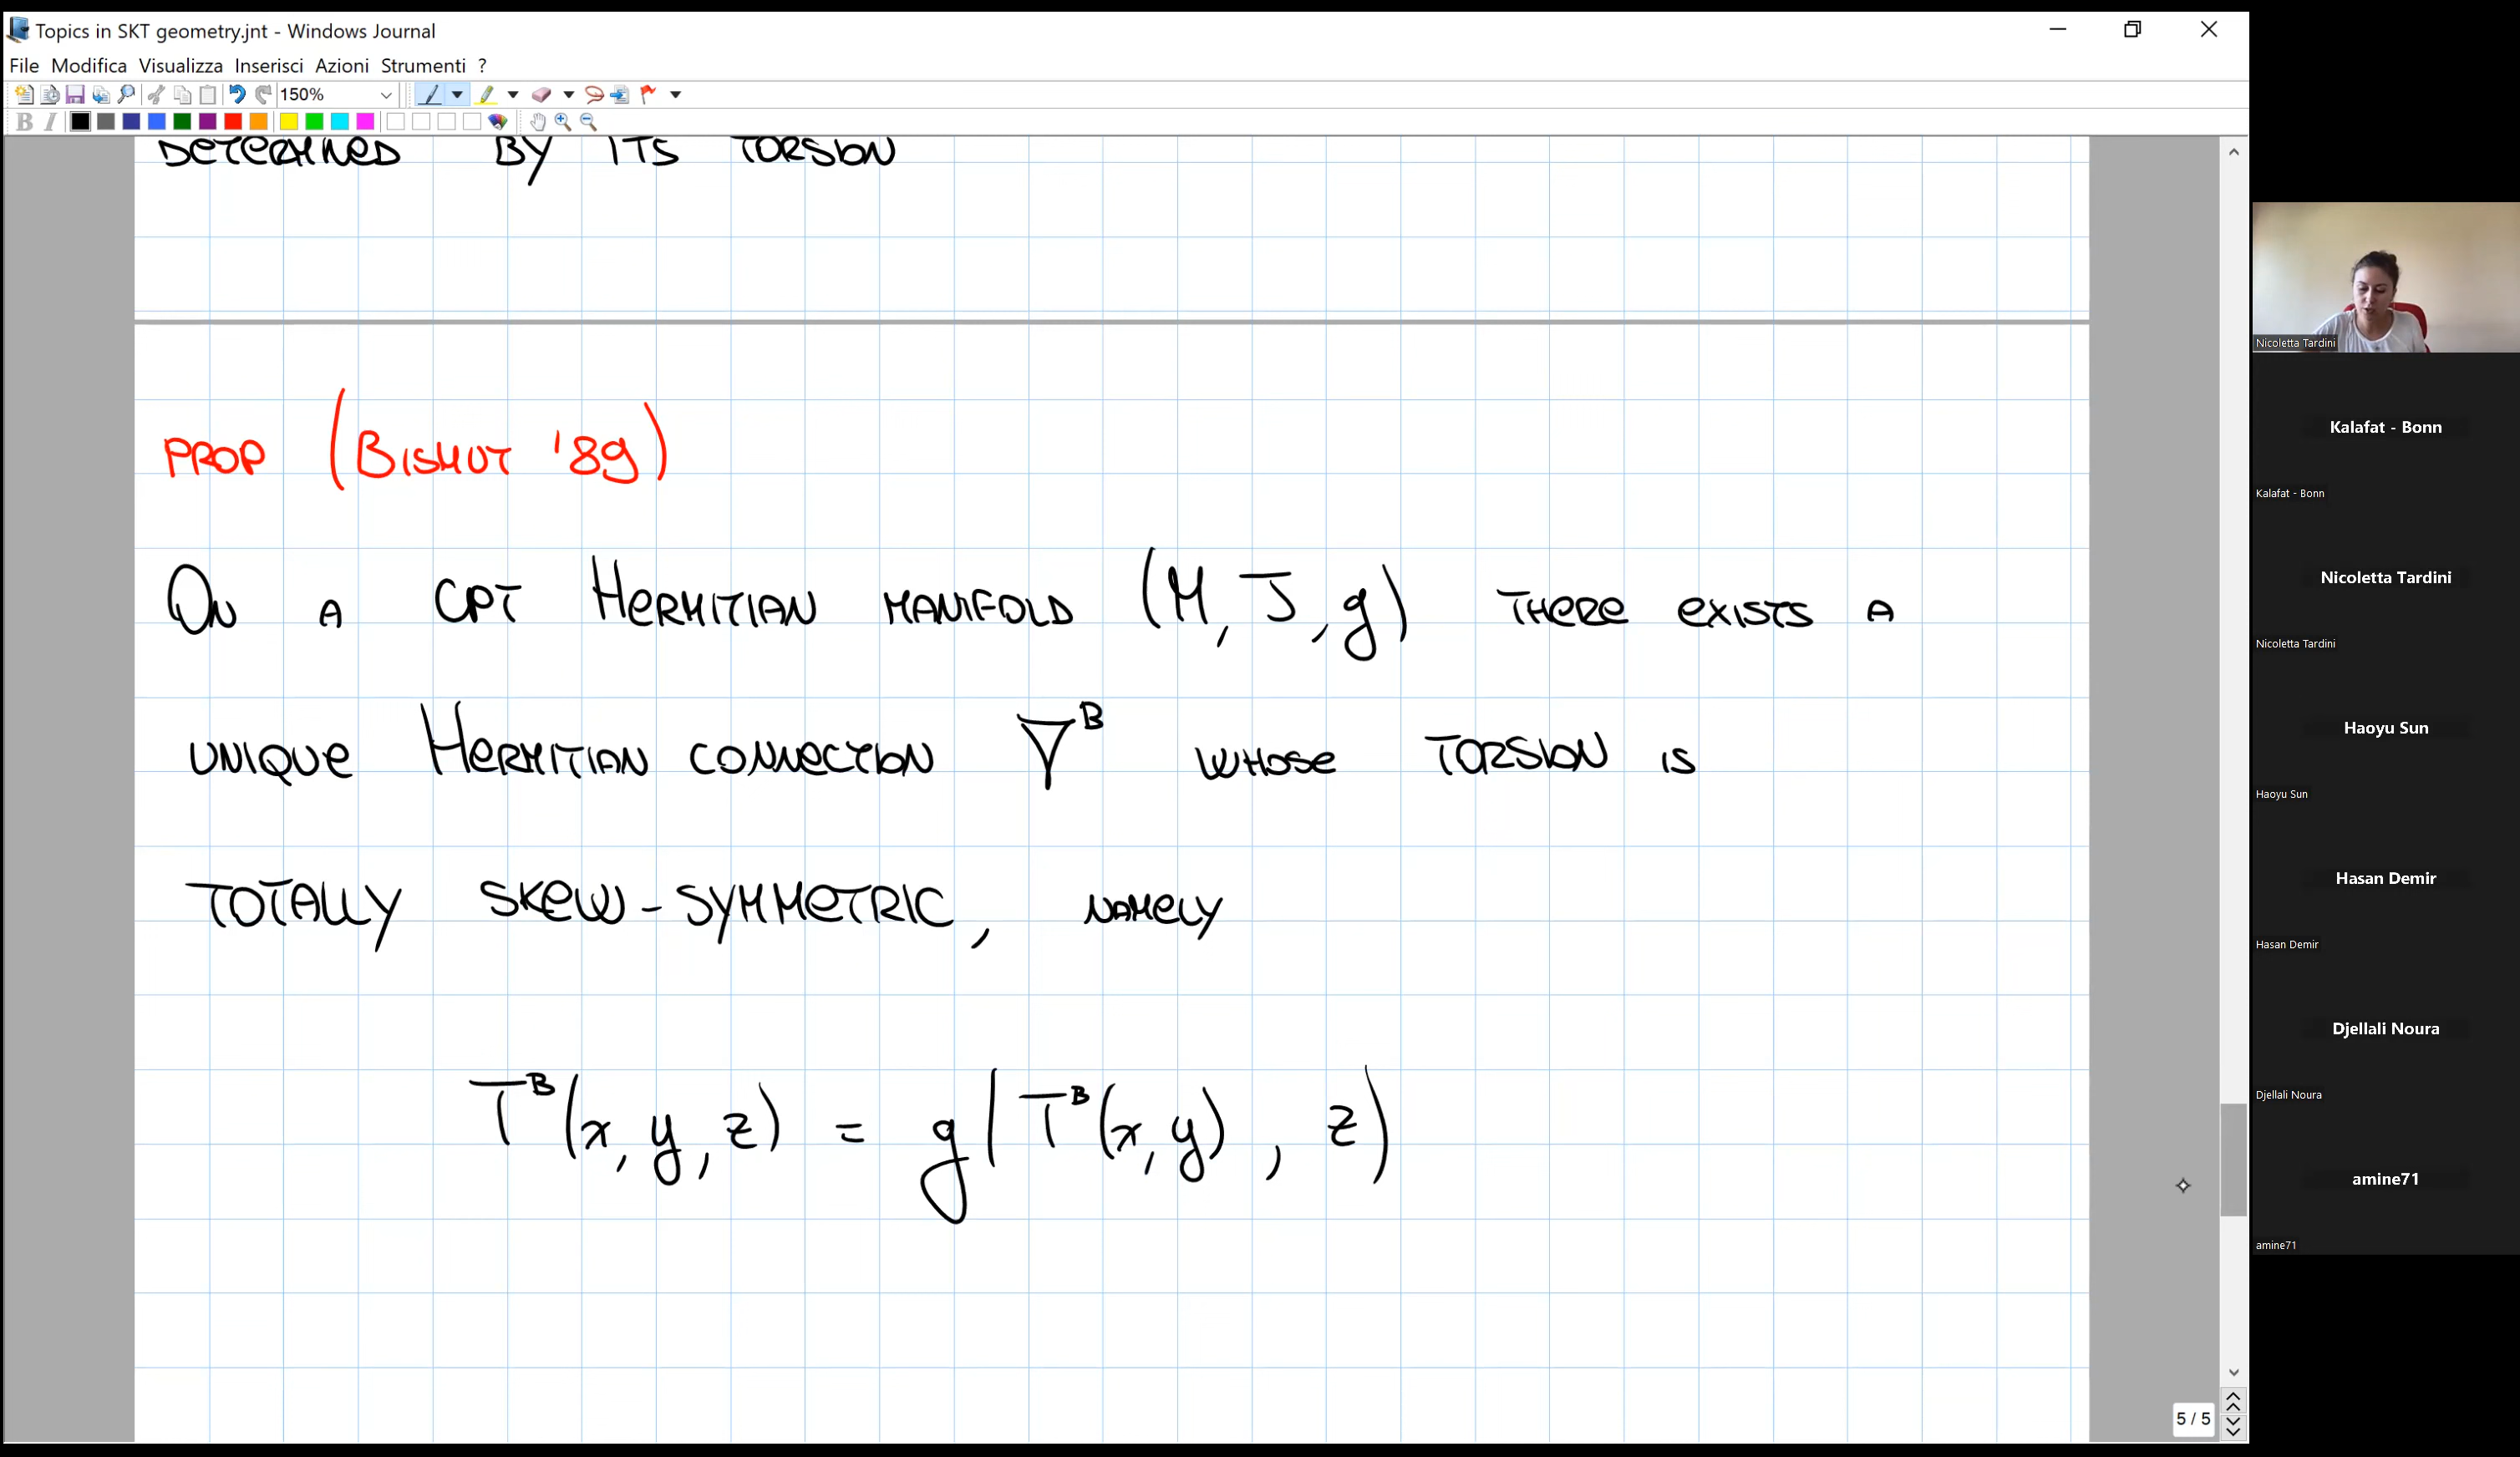 Topics in SKT geometry.jnt - Windows Journal
File Modifica Visualizza Inserisci Azioni Strumenti ?
150%
B I
DETERMINED BY ITS TORSION
PROP (BISMUT '89)
ON A CPT HERMITIAN MANIFOLD (M, J, g) THERE EXISTS A
UNIQUE HERMITIAN CONNECTION ∇^B WHOSE TORSION IS
TOTALLY SKEW-SYMMETRIC, NAMELY
T^B(x, y, z) = g(T^B(x, y), z)
5 / 5
Nicoletta Tardini
Kalafat - Bonn
Kalafat - Bonn
Nicoletta Tardini
Nicoletta Tardini
Haoyu Sun
Haoyu Sun
Hasan Demir
Hasan Demir
Djellali Noura
Djellali Noura
amine71
amine71